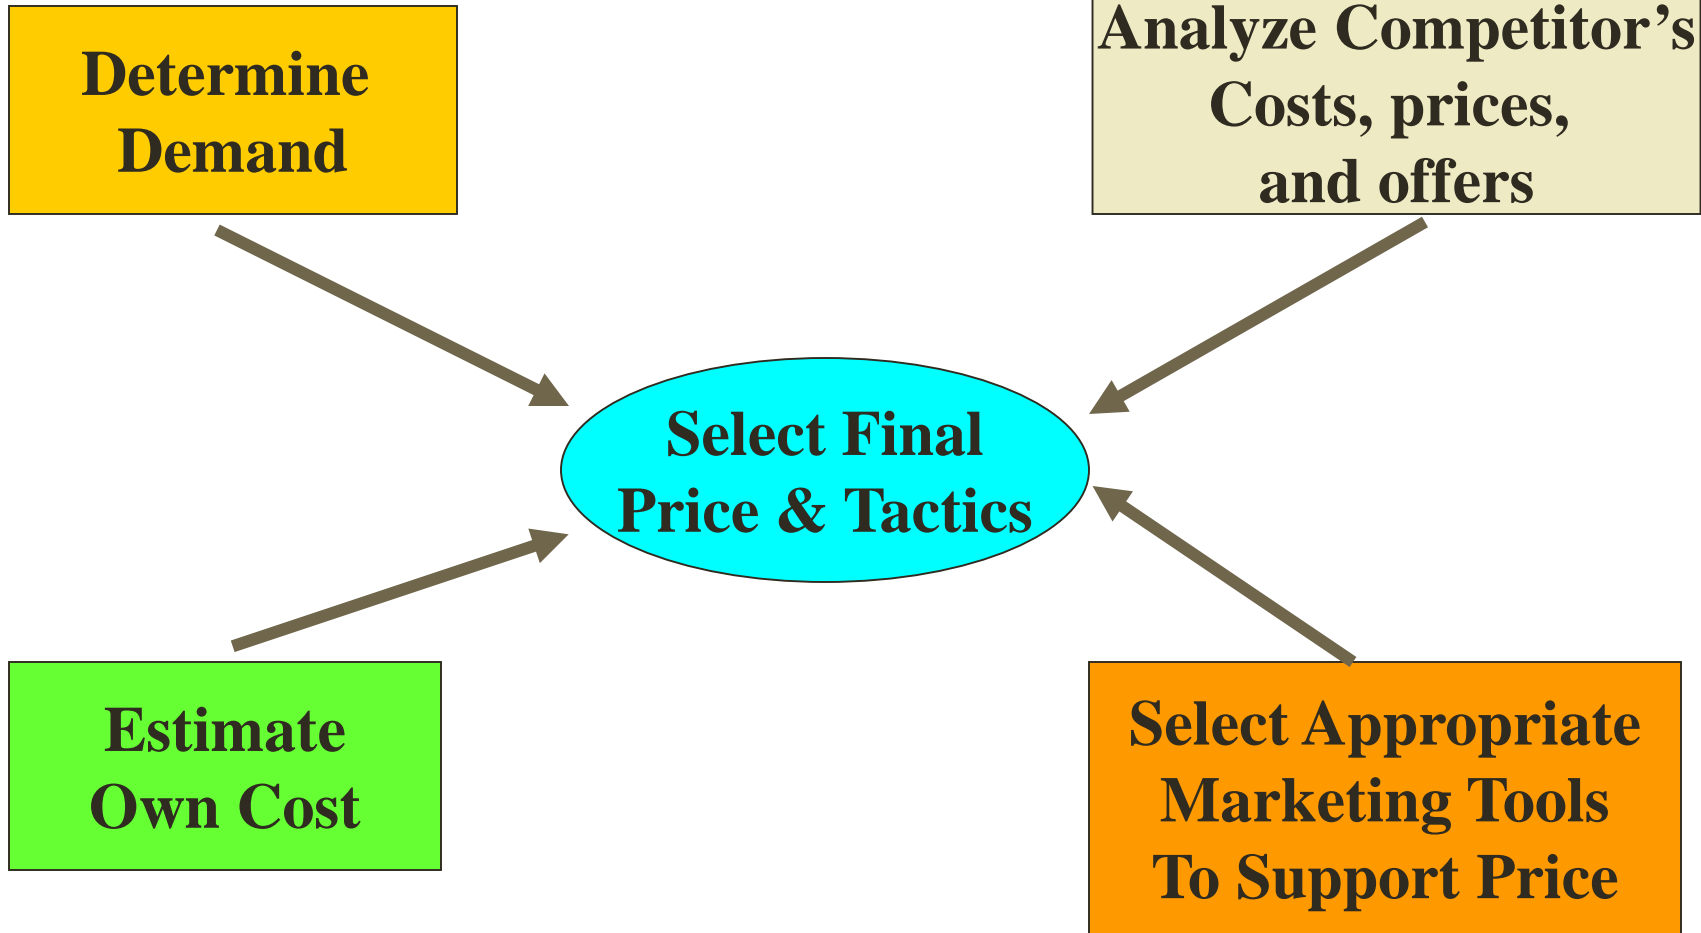 Determine
Demand
Analyze Competitor’s
Costs, prices,
and offers
Select Final
Price & Tactics
Estimate
Own Cost
Select Appropriate
Marketing Tools
To Support Price